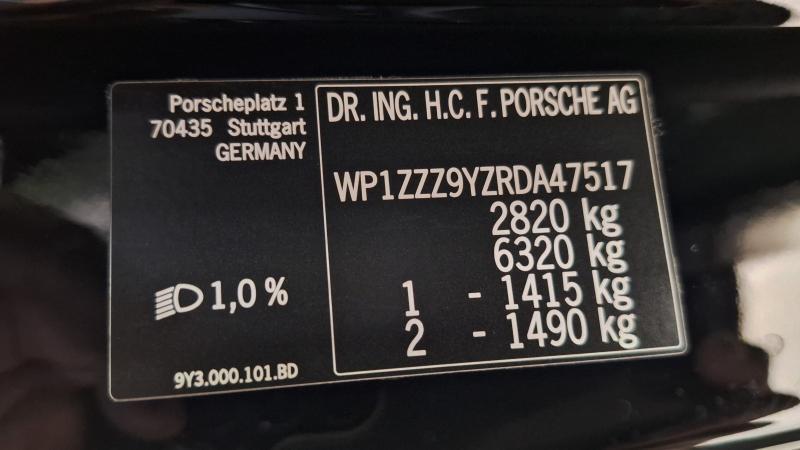 Porscheplatz 1
70435 Stuttgart
GERMANY
DR. ING. H.C. F. PORSCHE AG
WP1ZZZ9YZRDA47517
2820 kg
6320 kg
1 - 1415 kg
2 - 1490 kg
1,0 %
9Y3.000.101.BD